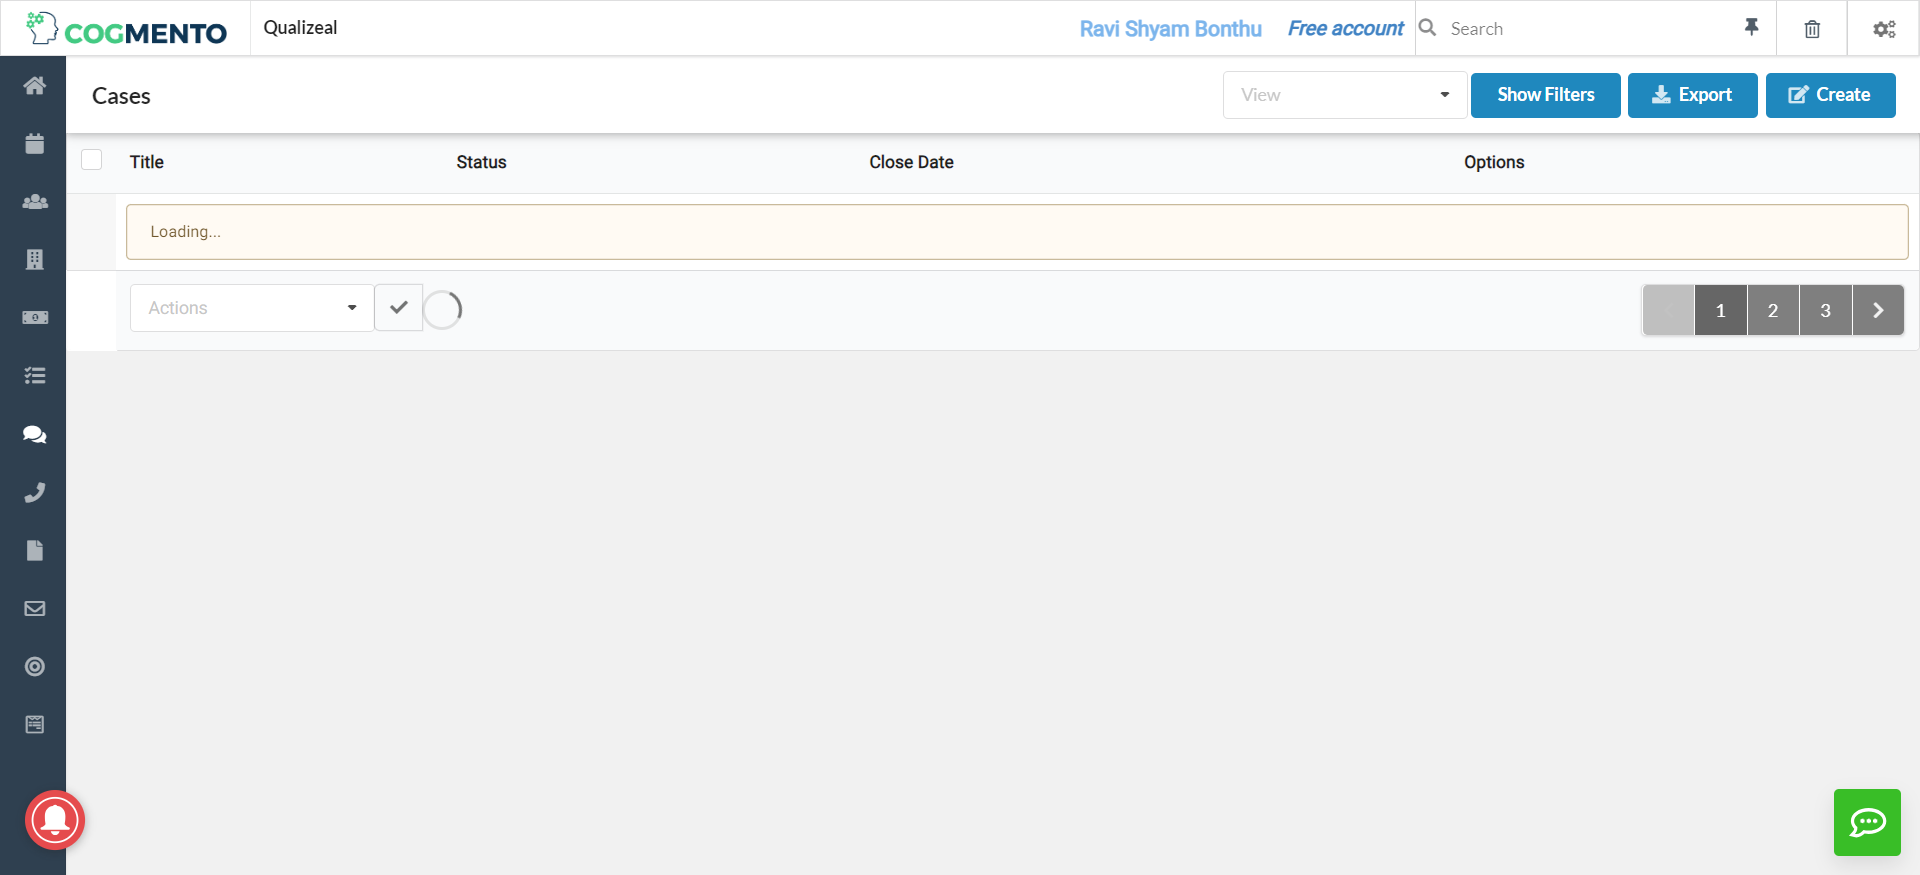 COGMENTO
Qualizeal
Ravi Shyam Bonthu
Free account
Search
Cases
View
Show Filters
Export
Create
Title
Status
Close Date
Options
Loading...
Actions
1
2
3